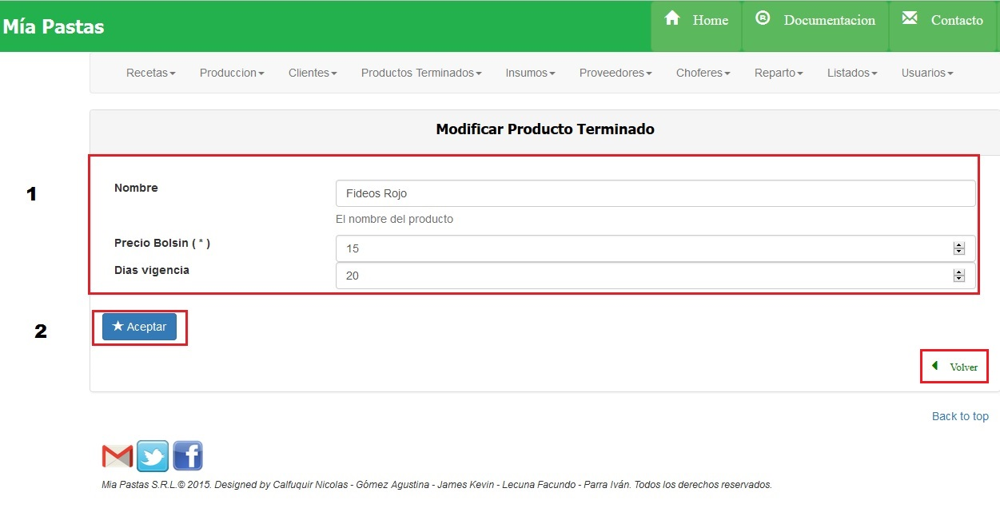 Mía Pastas
Home
Documentacion
Contacto
Recetas
Produccion
Clientes
Productos Terminados
Insumos
Proveedores
Choferes
Reparto
Listados
Usuarios
Modificar Producto Terminado
1
Nombre
Fideos Rojo
El nombre del producto
Precio Bolsin ( * )
15
Dias vigencia
20
2
Aceptar
Volver
Back to top
Mia Pastas S.R.L.© 2015. Designed by Calfuquir Nicolas - Gómez Agustina - James Kevin - Lecuna Facundo - Parra Iván. Todos los derechos reservados.